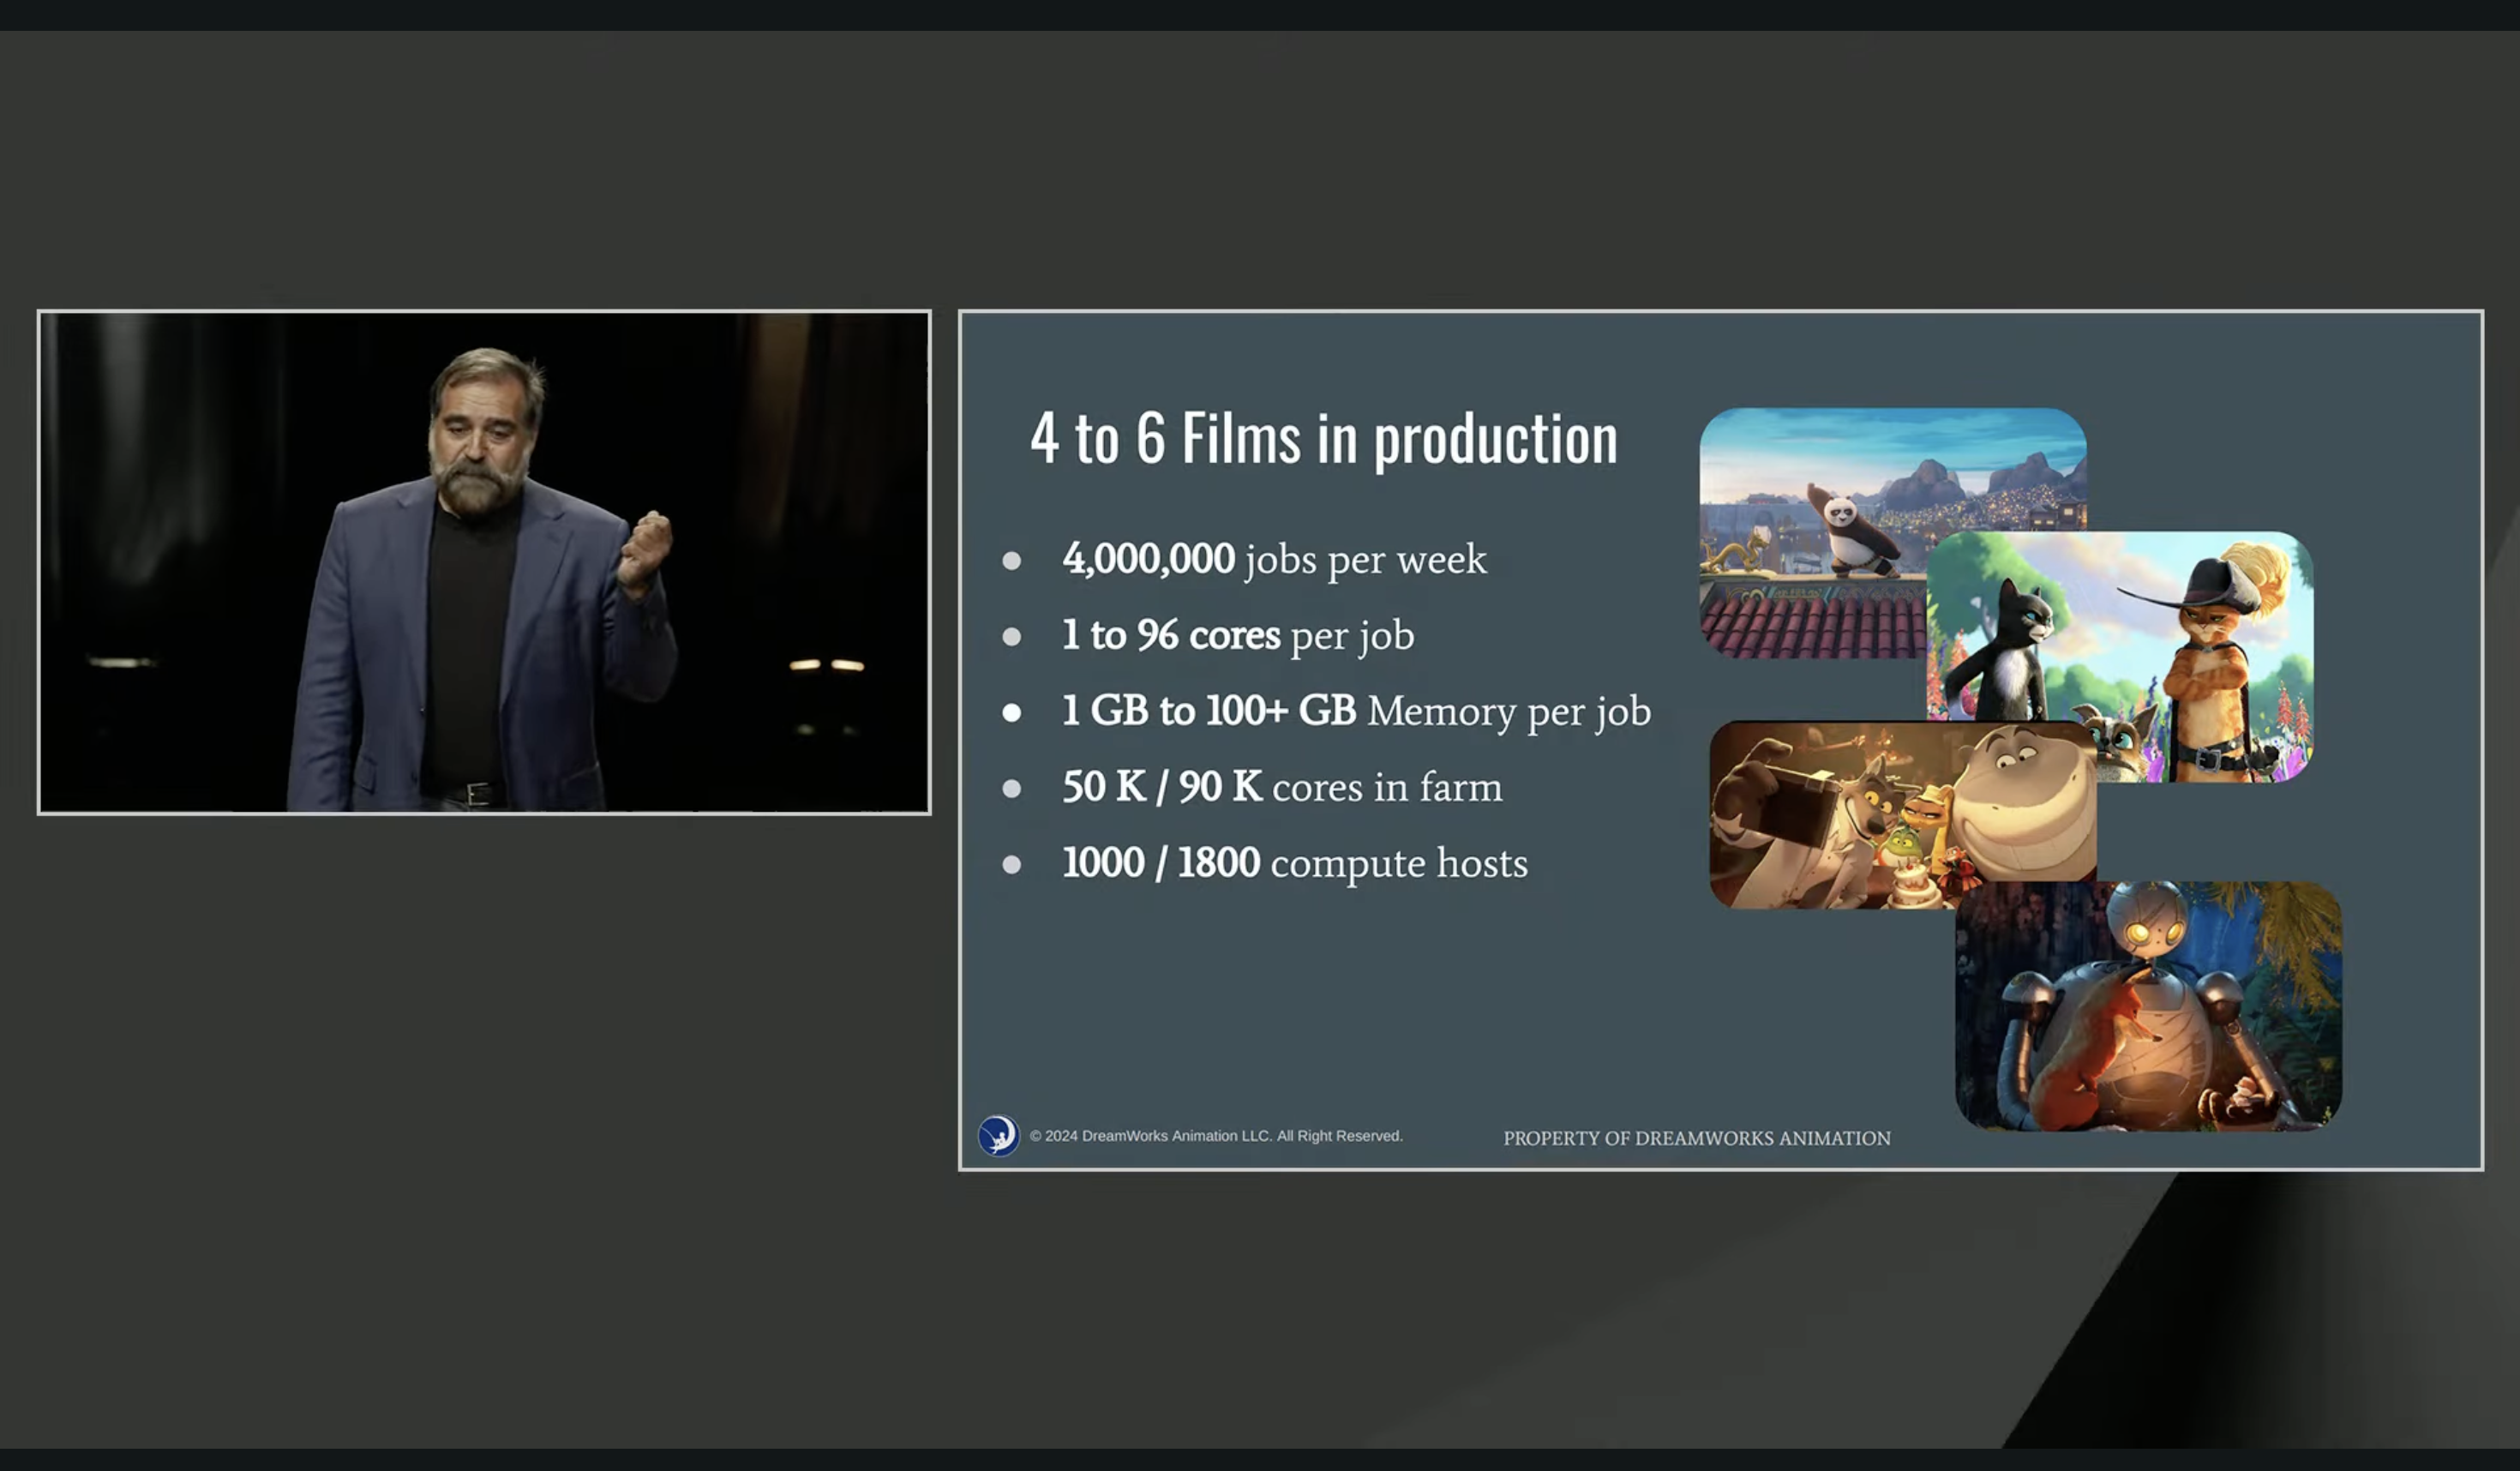 4 to 6 Films in production
4,000,000 jobs per week
1 to 96 cores per job
1 GB to 100+ GB Memory per job
50 K / 90 K cores in farm
1000 / 1800 compute hosts
© 2024 DreamWorks Animation LLC. All Right Reserved.
PROPERTY OF DREAMWORKS ANIMATION